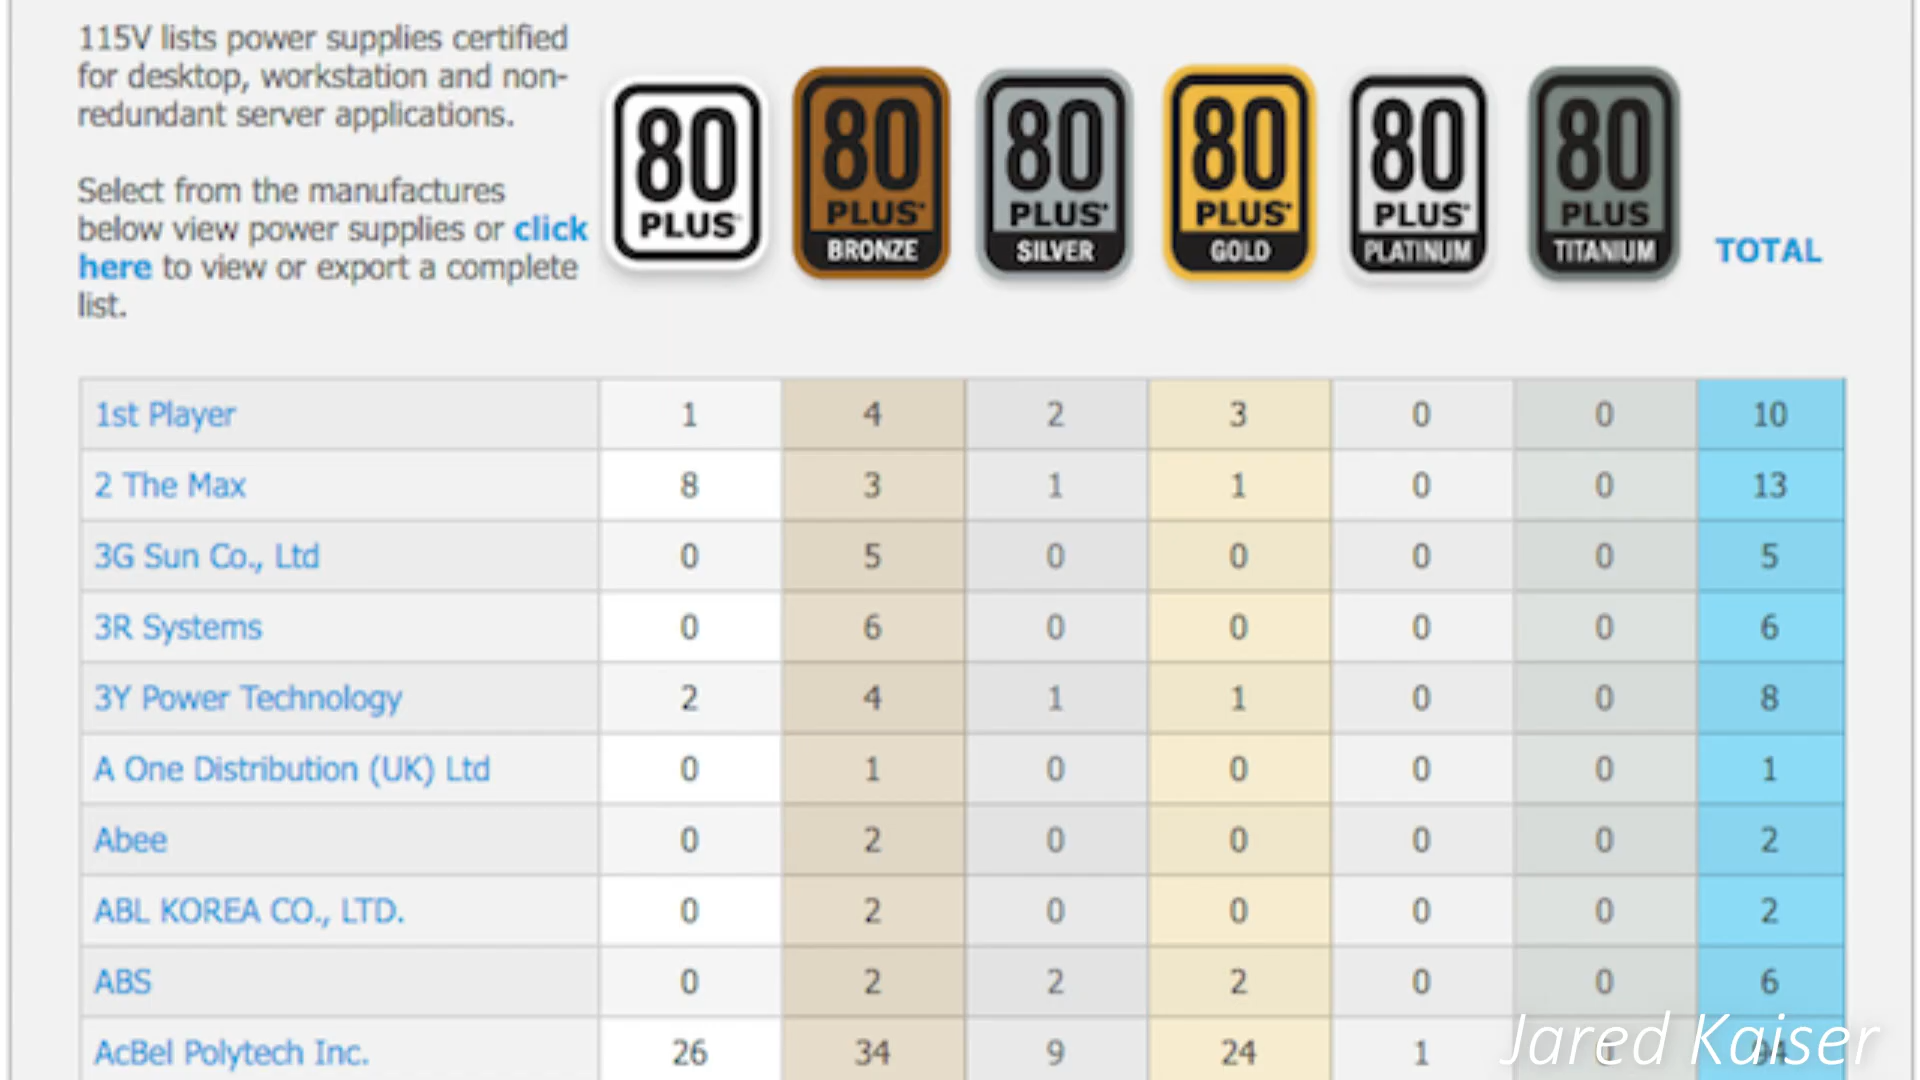 115V lists power supplies certified
for desktop, workstation and non-
redundant server applications.
Select from the manufactures
below view power supplies or click
here to view or export a complete
list.
80 PLUS
80 PLUS BRONZE
80 PLUS SILVER
80 PLUS GOLD
80 PLUS PLATINUM
80 PLUS TITANIUM
TOTAL
1st Player 1 4 2 3 0 0 10
2 The Max 8 3 1 1 0 0 13
3G Sun Co., Ltd 0 5 0 0 0 0 5
3R Systems 0 6 0 0 0 0 6
3Y Power Technology 2 4 1 1 0 0 8
A One Distribution (UK) Ltd 0 1 0 0 0 0 1
Abee 0 2 0 0 0 0 2
ABL KOREA CO., LTD. 0 2 0 0 0 0 2
ABS 0 2 2 2 0 0 6
AcBel Polytech Inc. 26 34 9 24 1
Jared Kaiser